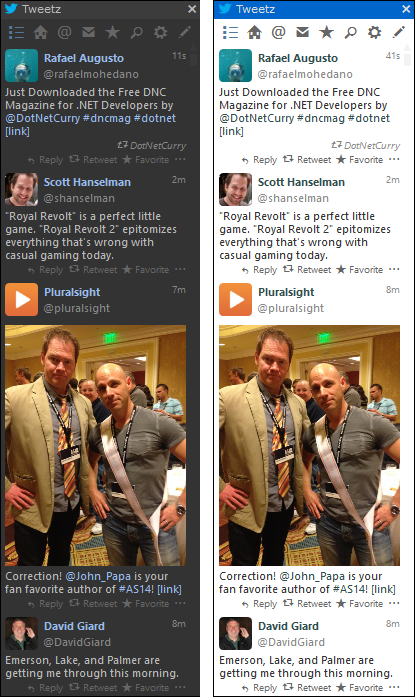 Tweetz
Rafael Augusto 11s
@rafaelmohedano
Just Downloaded the Free DNC
Magazine for .NET Developers by
@DotNetCurry #dncmag #dotnet
[link]
DotNetCurry
Reply Retweet Favorite
Scott Hanselman 2m
@shanselman
"Royal Revolt" is a perfect little
game. "Royal Revolt 2" epitomizes
everything that's wrong with
casual gaming today.
Reply Retweet Favorite
Pluralsight 7m
@pluralsight
Correction! @John_Papa is your
fan favorite author of #AS14! [link]
Reply Retweet Favorite
David Giard 8m
@DavidGiard
Emerson, Lake, and Palmer are
getting me through this morning.
Tweetz
Rafael Augusto 41s
@rafaelmohedano
Just Downloaded the Free DNC
Magazine for .NET Developers by
@DotNetCurry #dncmag #dotnet
[link]
DotNetCurry
Reply Retweet Favorite
Scott Hanselman 2m
@shanselman
"Royal Revolt" is a perfect little
game. "Royal Revolt 2" epitomizes
everything that's wrong with
casual gaming today.
Reply Retweet Favorite
Pluralsight 8m
@pluralsight
Correction! @John_Papa is your
fan favorite author of #AS14! [link]
Reply Retweet Favorite
David Giard 8m
@DavidGiard
Emerson, Lake, and Palmer are
getting me through this morning.